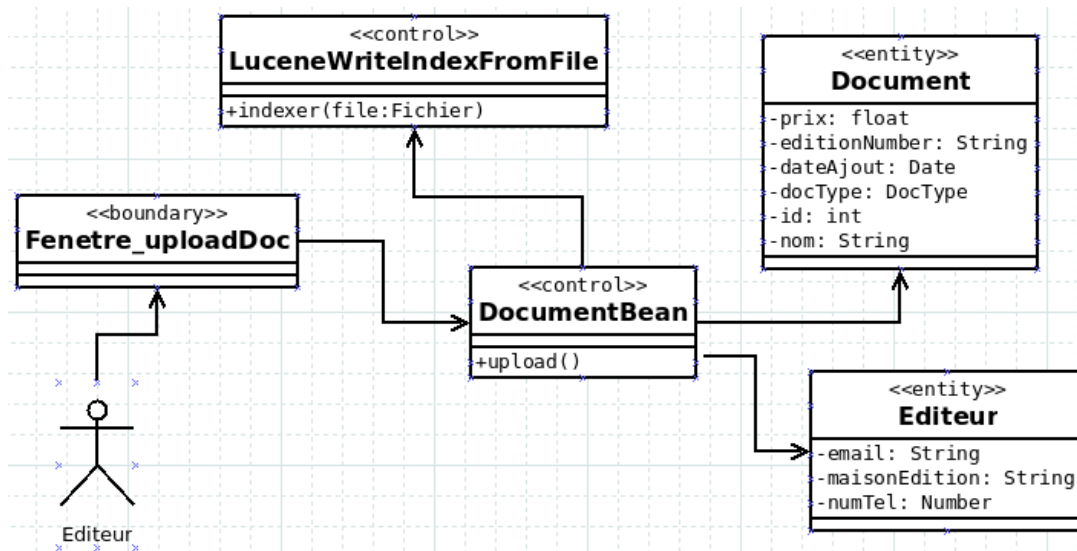 <<control>>
LuceneWriteIndexFromFile
+indexer(file:Fichier)
<<entity>>
Document
-prix: float
-editionNumber: String
-dateAjout: Date
-docType: DocType
-id: int
-nom: String
<<boundary>>
Fenetre_uploadDoc
<<control>>
DocumentBean
+upload()
<<entity>>
Editeur
-email: String
-maisonEdition: String
-numTel: Number
Editeur